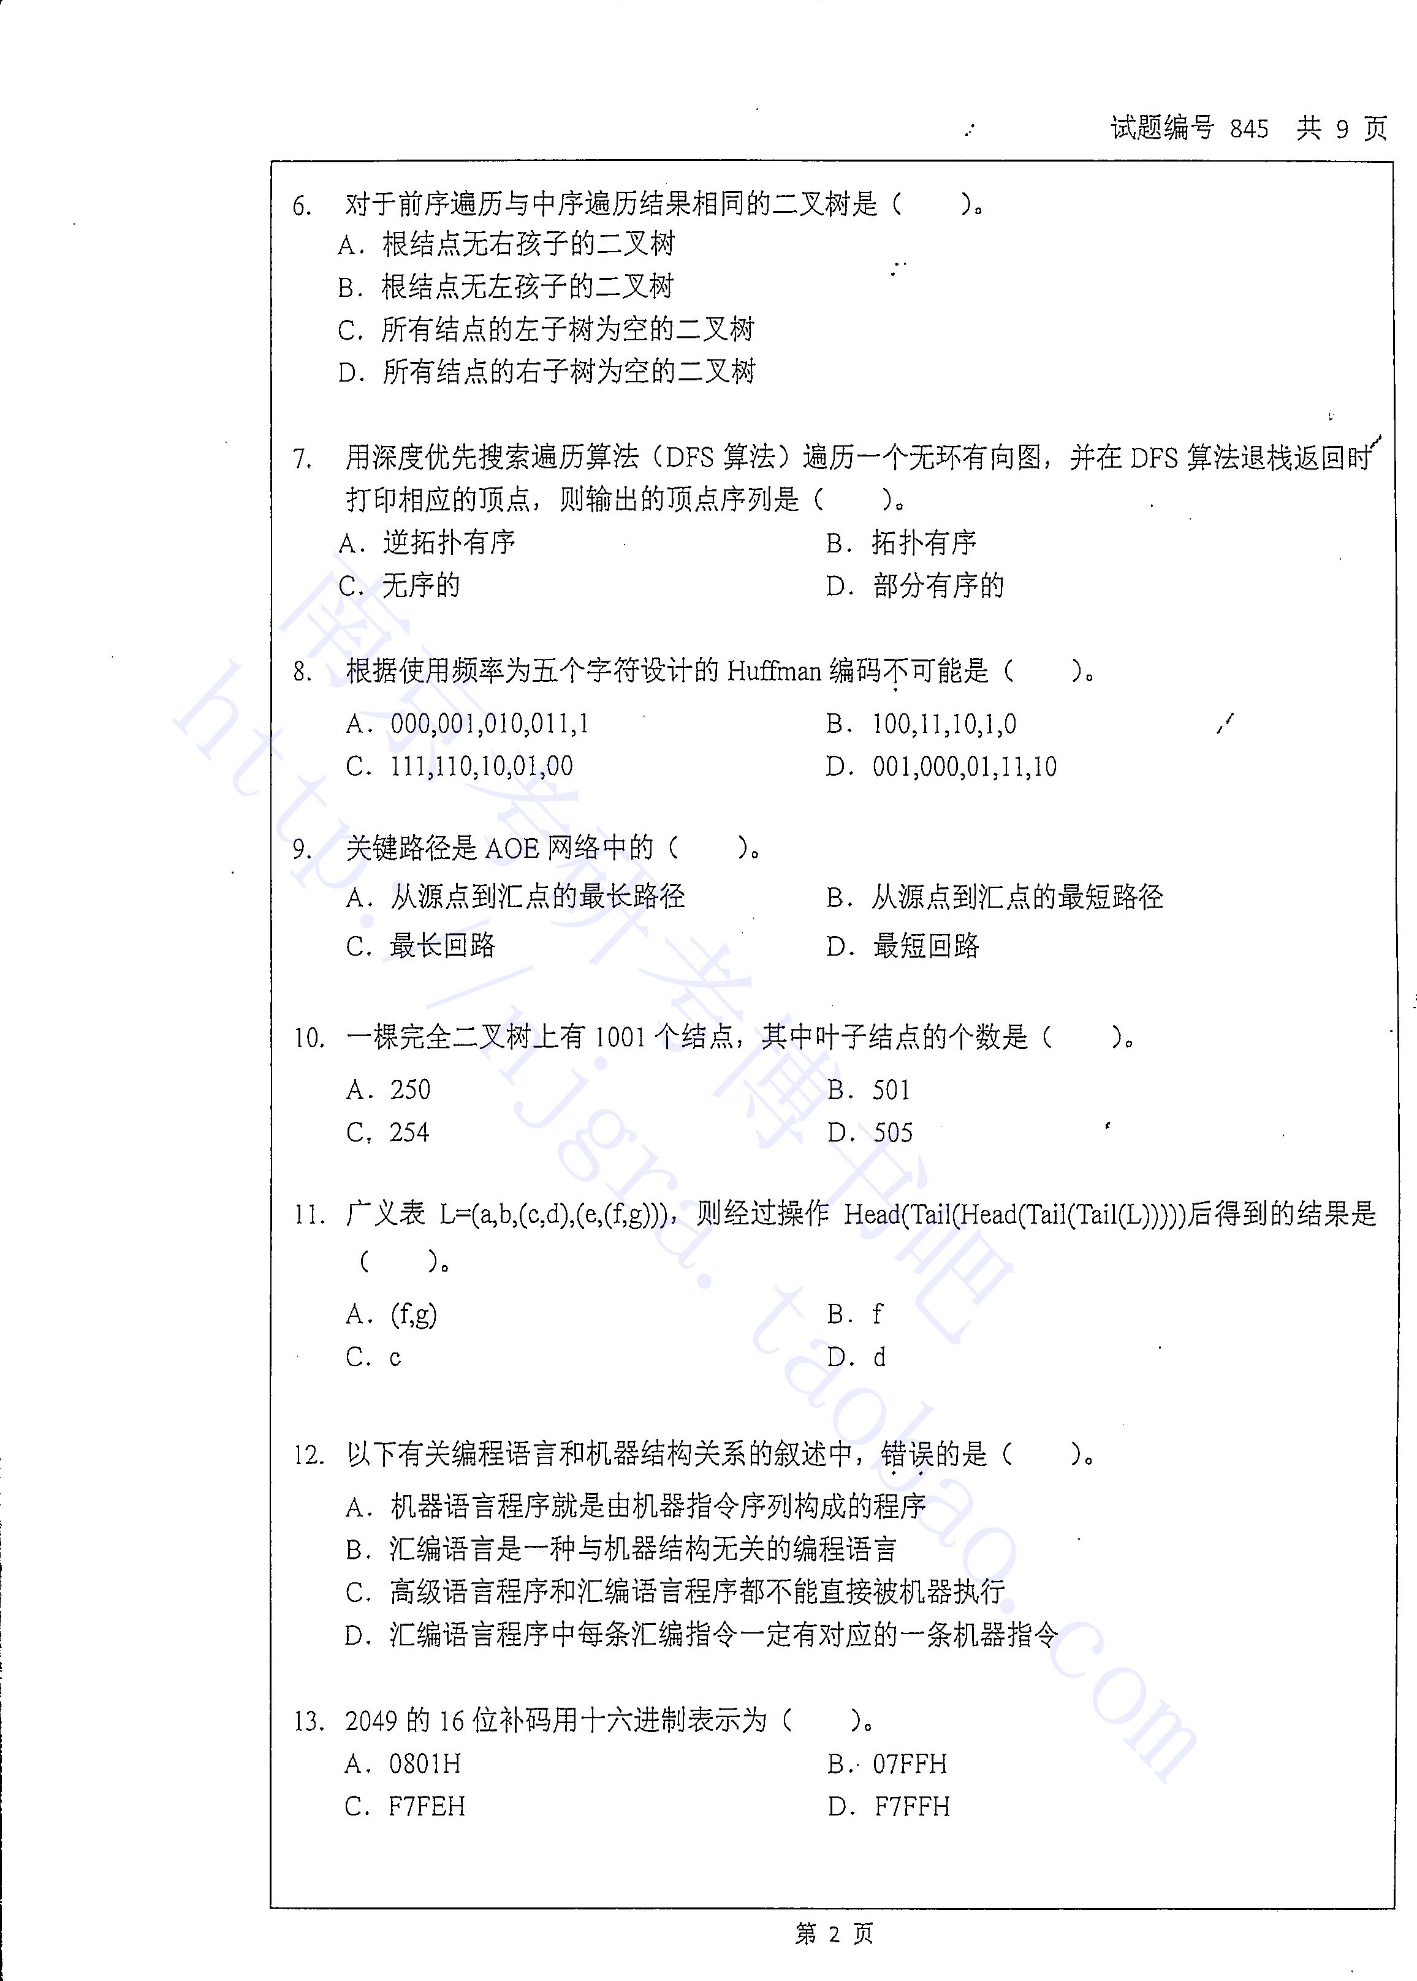 试题编号 845 共 9 页
6. 对于前序遍历与中序遍历结果相同的二叉树是（ ）。
A. 根结点无右孩子的二叉树
B. 根结点无左孩子的二叉树
C. 所有结点的左子树为空的二叉树
D. 所有结点的右子树为空的二叉树
7. 用深度优先搜索遍历算法（DFS 算法）遍历一个无环有向图，并在 DFS 算法退栈返回时
打印相应的顶点，则输出的顶点序列是（ ）。
A. 逆拓扑有序 B. 拓扑有序
C. 无序的 D. 部分有序的
8. 根据使用频率为五个字符设计的 Huffman 编码不可能是（ ）。
A. 000,001,010,011,1 B. 100,11,10,1,0
C. 111,110,10,01,00 D. 001,000,01,11,10
9. 关键路径是 AOE 网络中的（ ）。
A. 从源点到汇点的最长路径 B. 从源点到汇点的最短路径
C. 最长回路 D. 最短回路
10. 一棵完全二叉树上有 1001 个结点，其中叶子结点的个数是（ ）。
A. 250 B. 501
C. 254 D. 505
11. 广义表 L=(a,b,(c,d),(e,(f,g)))，则经过操作 Head(Tail(Head(Tail(Tail(L)))))后得到的结果是
（ ）。
A. (f,g) B. f
C. c D. d
12. 以下有关编程语言和机器结构关系的叙述中，错误的是（ ）。
A. 机器语言程序就是由机器指令序列构成的程序
B. 汇编语言是一种与机器结构无关的编程语言
C. 高级语言程序和汇编语言程序都不能直接被机器执行
D. 汇编语言程序中每条汇编指令一定有对应的一条机器指令
13. 2049 的 16 位补码用十六进制表示为（ ）。
A. 0801H B. 07FFH
C. F7FEH D. F7FFH
第 2 页
南京考研考博书吧
http://njgra.taobao.com